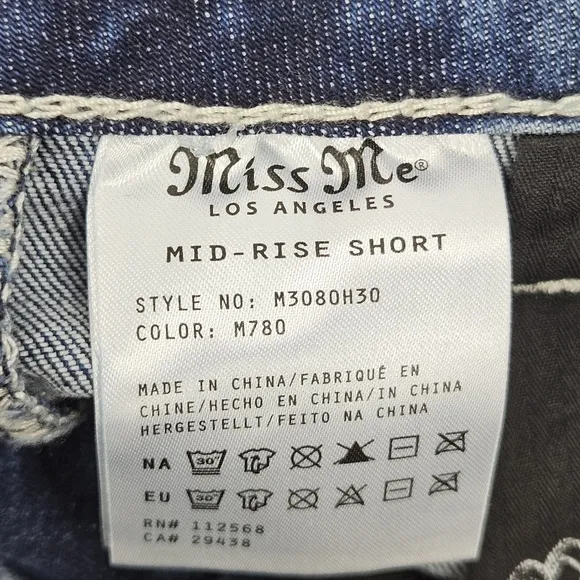 Miss Me®
LOS ANGELES
MID-RISE SHORT
STYLE NO: M3080H30
COLOR: M780
MADE IN CHINA/FABRIQUÉ EN
CHINE/HECHO EN CHINA/IN CHINA
HERGESTELLT/FEITO NA CHINA
NA 30°
EU 30°
RN# 112568
CA# 29438